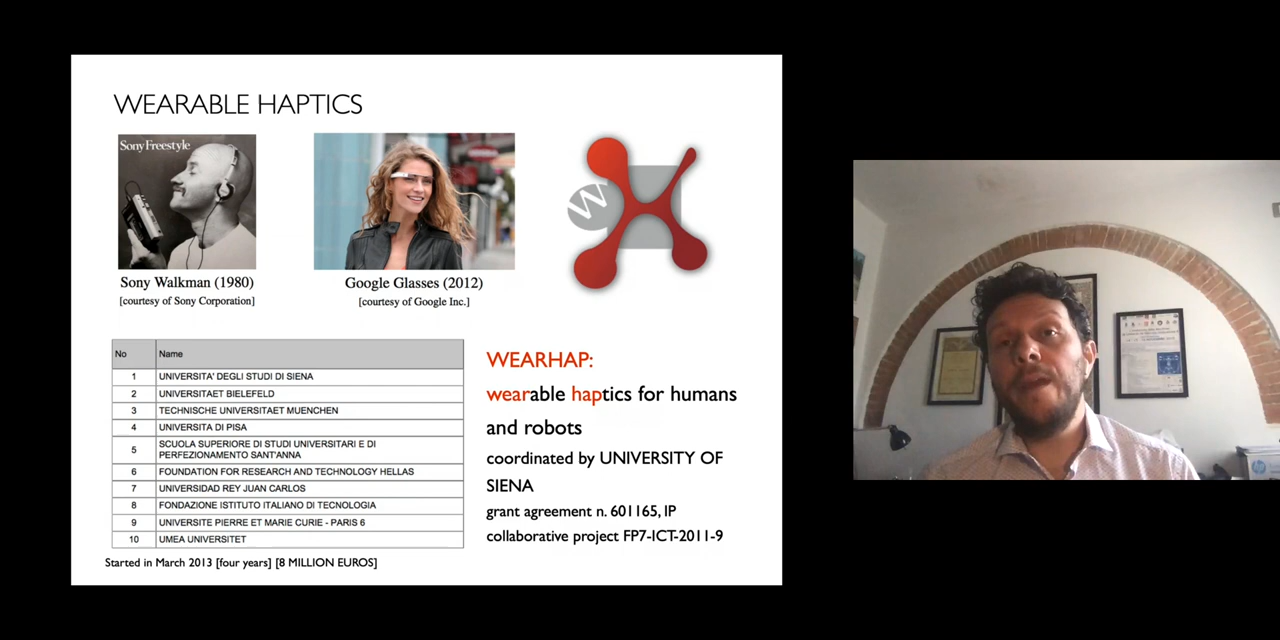 WEARABLE HAPTICS
Sony Freestyle
Sony Walkman (1980)
[courtesy of Sony Corporation]
Google Glasses (2012)
[courtesy of Google Inc.]
W
No Name
1 UNIVERSITA' DEGLI STUDI DI SIENA
2 UNIVERSITAET BIELEFELD
3 TECHNISCHE UNIVERSITAET MUENCHEN
4 UNIVERSITA DI PISA
5 SCUOLA SUPERIORE DI STUDI UNIVERSITARI E DI
PERFEZIONAMENTO SANT'ANNA
6 FOUNDATION FOR RESEARCH AND TECHNOLOGY HELLAS
7 UNIVERSIDAD REY JUAN CARLOS
8 FONDAZIONE ISTITUTO ITALIANO DI TECNOLOGIA
9 UNIVERSITE PIERRE ET MARIE CURIE - PARIS 6
10 UMEA UNIVERSITET
Started in March 2013 [four years] [8 MILLION EUROS]
WEARHAP:
wearable haptics for humans
and robots
coordinated by UNIVERSITY OF
SIENA
grant agreement n. 601165, IP
collaborative project FP7-ICT-2011-9